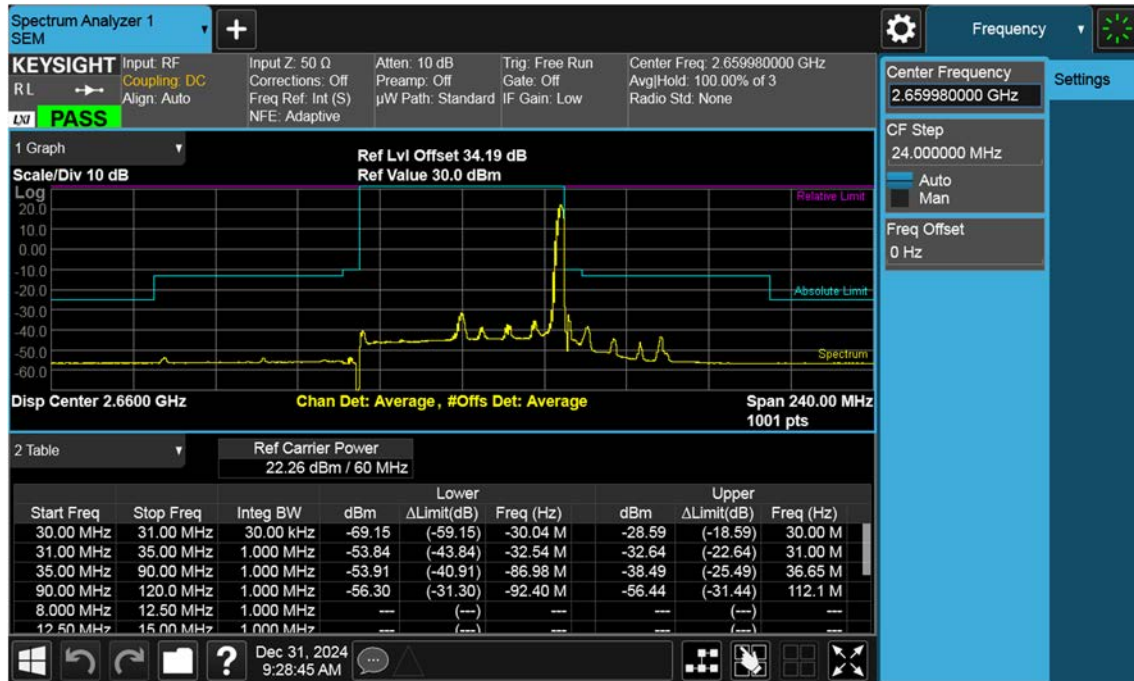 Spectrum Analyzer 1
SEM
Frequency
KEYSIGHT
R L
LXI PASS
Input: RF
Coupling: DC
Align: Auto
Input Z: 50 Ω
Corrections: Off
Freq Ref: Int (S)
NFE: Adaptive
Atten: 10 dB
Preamp: Off
µW Path: Standard
Trig: Free Run
Gate: Off
IF Gain: Low
Center Freq: 2.659980000 GHz
Avg|Hold: 100.00% of 3
Radio Std: None
Center Frequency
2.659980000 GHz
Settings
CF Step
24.000000 MHz
Auto
Man
Freq Offset
0 Hz
1 Graph
Scale/Div 10 dB
Ref Lvl Offset 34.19 dB
Ref Value 30.0 dBm
Log
20.0
10.0
0.00
-10.0
-20.0
-30.0
-40.0
-50.0
-60.0
Relative Limit
Absolute Limit
Spectrum
Disp Center 2.6600 GHz
Chan Det: Average, #Offs Det: Average
Span 240.00 MHz
1001 pts
2 Table
Ref Carrier Power
22.26 dBm / 60 MHz
Lower Upper
Start Freq Stop Freq Integ BW dBm ΔLimit(dB) Freq (Hz) dBm ΔLimit(dB) Freq (Hz)
30.00 MHz 31.00 MHz 30.00 kHz -69.15 (-59.15) -30.04 M -28.59 (-18.59) 30.00 M
31.00 MHz 35.00 MHz 1.000 MHz -53.84 (-43.84) -32.54 M -32.64 (-22.64) 31.00 M
35.00 MHz 90.00 MHz 1.000 MHz -53.91 (-40.91) -86.98 M -38.49 (-25.49) 36.65 M
90.00 MHz 120.0 MHz 1.000 MHz -56.30 (-31.30) -92.40 M -56.44 (-31.44) 112.1 M
8.000 MHz 12.50 MHz 1.000 MHz --- (---) --- --- (---) ---
12.50 MHz 15.00 MHz 1.000 MHz --- (---) --- --- (---) ---
Dec 31, 2024
9:28:45 AM